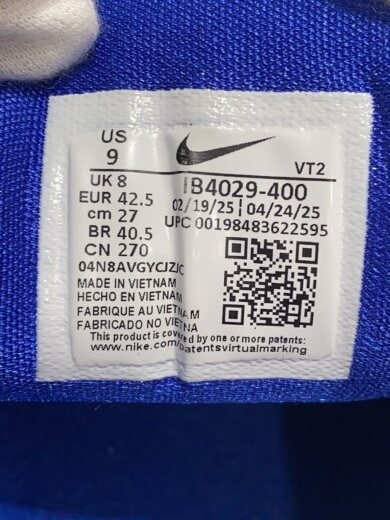 US
9
VT2
UK 8
EUR 42.5
cm 27
BR 40.5
CN 270
IB4029-400
02/19/25 | 04/24/25
UPC 00198483622595
04N8AVGYCJZJC
MADE IN VIETNAM
HECHO EN VIETNAM
FABRIQUE AU VIETNAM
FABRICADO NO VIETNA
This product is covered by one or more patents:
www.nike.com/patentsvirtualmarking